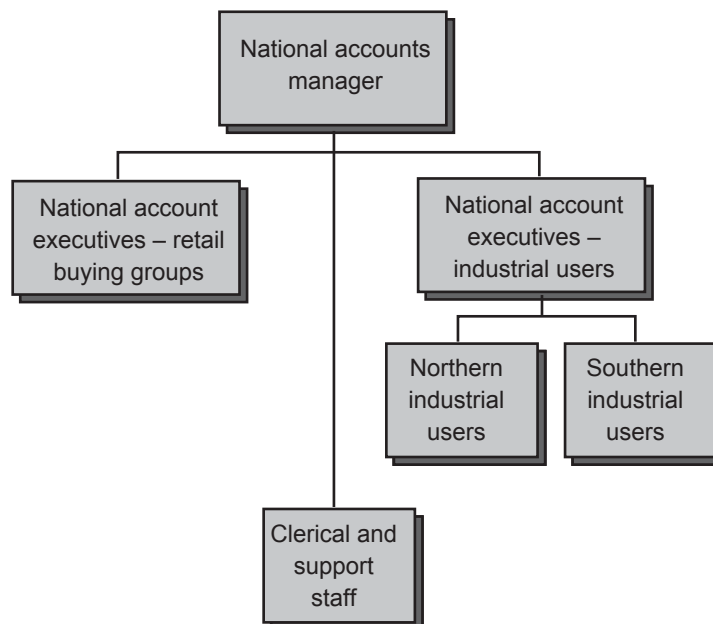 National accounts
manager
National account
executives – retail
buying groups
National account
executives –
industrial users
Northern
industrial
users
Southern
industrial
users
Clerical and
support
staff